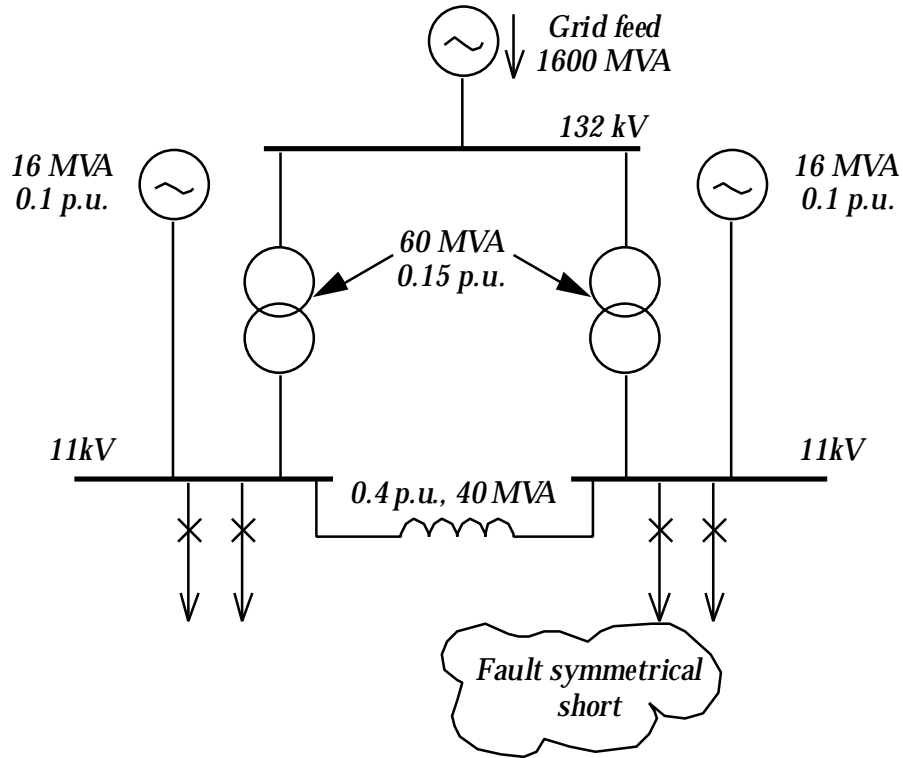 Grid feed
1600 MVA
132 kV
16 MVA
0.1 p.u.
16 MVA
0.1 p.u.
60 MVA
0.15 p.u.
11kV
11kV
0.4 p.u., 40 MVA
Fault symmetrical
short